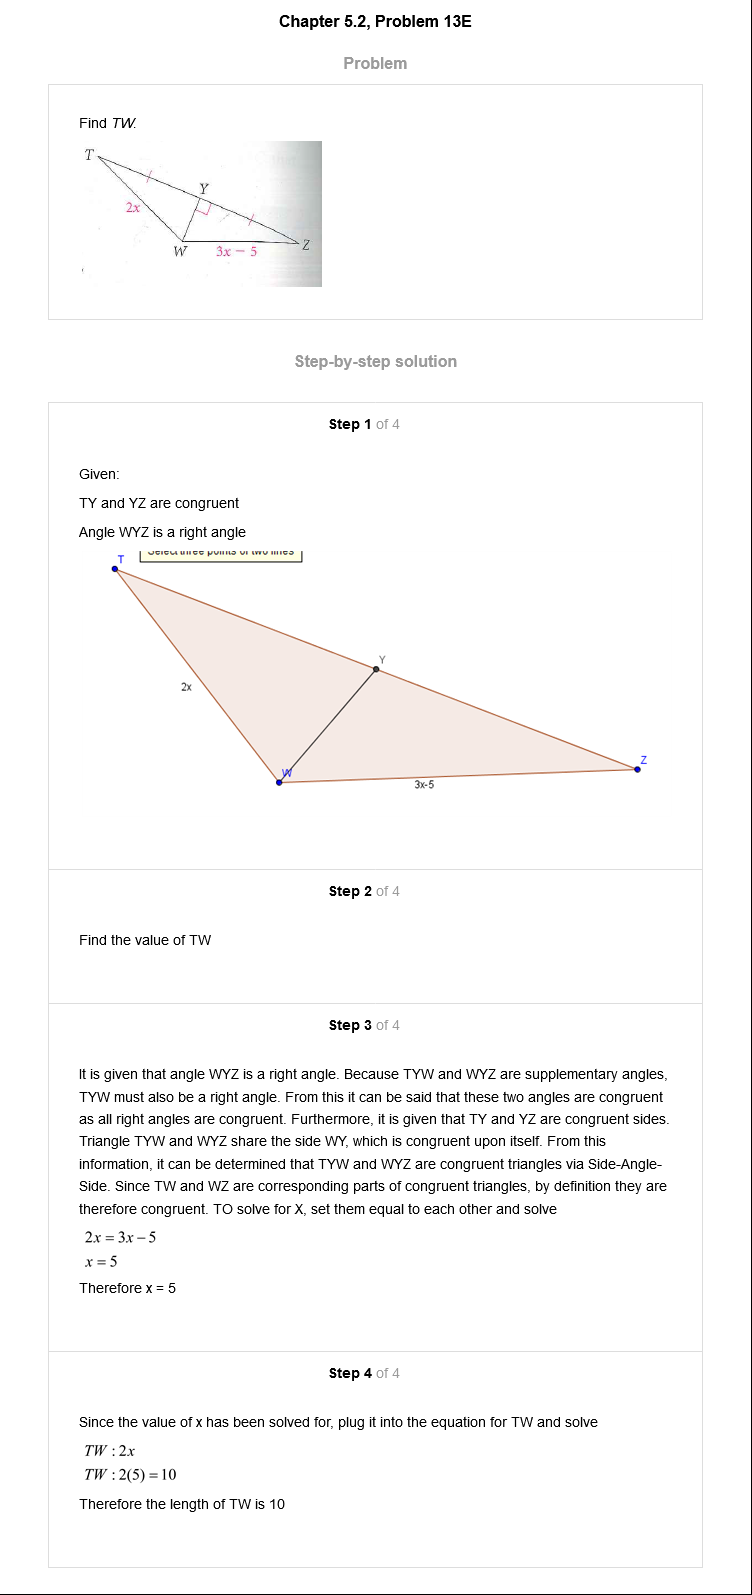 Chapter 5.2, Problem 13E
Problem
Find TW.
T
Y
2x
W
3x − 5
Z
Step-by-step solution
Step 1 of 4
Given:
TY and YZ are congruent
Angle WYZ is a right angle
Select three points or two lines
T
Y
2x
W
Z
3x-5
Step 2 of 4
Find the value of TW
Step 3 of 4
It is given that angle WYZ is a right angle. Because TYW and WYZ are supplementary angles,
TYW must also be a right angle. From this it can be said that these two angles are congruent
as all right angles are congruent. Furthermore, it is given that TY and YZ are congruent sides.
Triangle TYW and WYZ share the side WY, which is congruent upon itself. From this
information, it can be determined that TYW and WYZ are congruent triangles via Side-Angle-
Side. Since TW and WZ are corresponding parts of congruent triangles, by definition they are
therefore congruent. TO solve for X, set them equal to each other and solve
2x = 3x − 5
x = 5
Therefore x = 5
Step 4 of 4
Since the value of x has been solved for, plug it into the equation for TW and solve
TW : 2x
TW : 2(5) = 10
Therefore the length of TW is 10